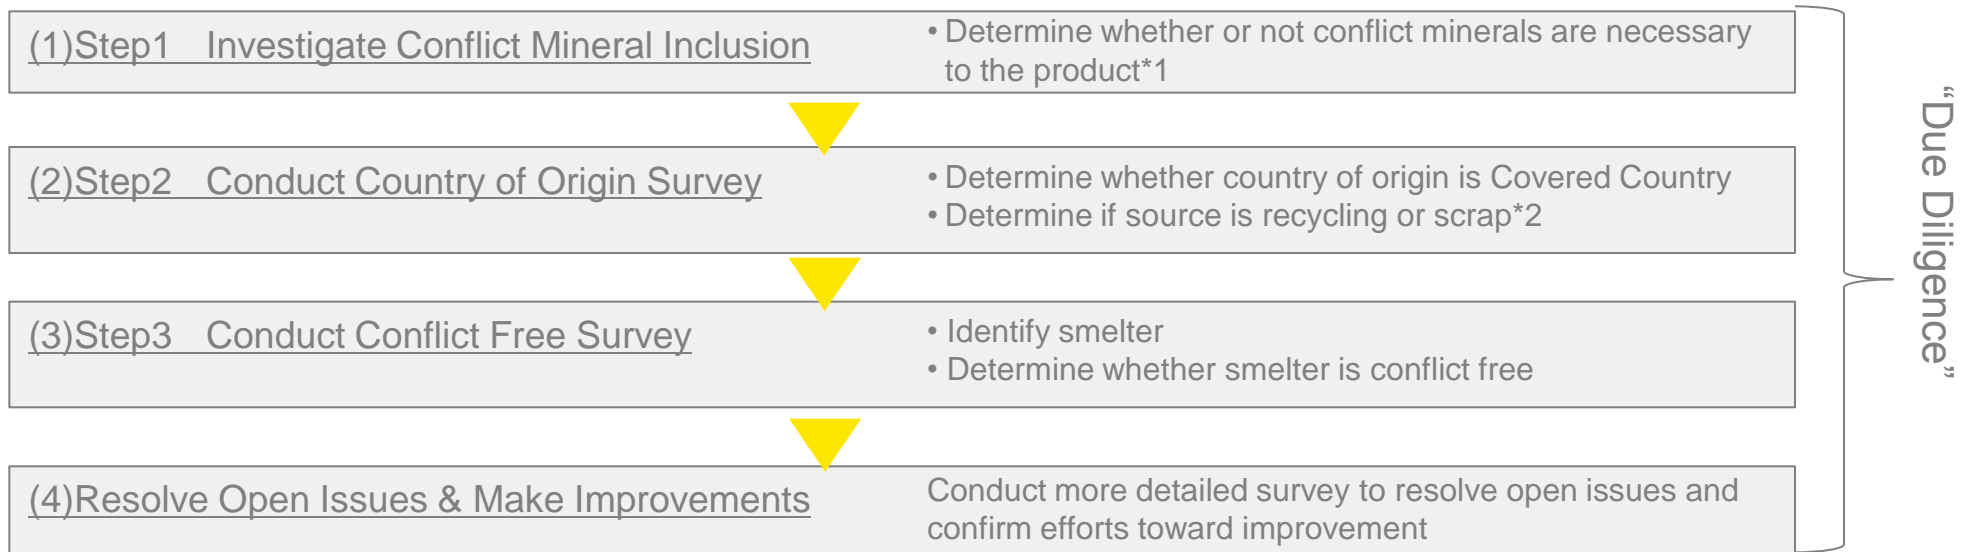 (1)Step1 Investigate Conflict Mineral Inclusion
• Determine whether or not conflict minerals are necessary
to the product*1
(2)Step2 Conduct Country of Origin Survey
• Determine whether country of origin is Covered Country
• Determine if source is recycling or scrap*2
(3)Step3 Conduct Conflict Free Survey
• Identify smelter
• Determine whether smelter is conflict free
(4)Resolve Open Issues & Make Improvements
Conduct more detailed survey to resolve open issues and
confirm efforts toward improvement
“Due Diligence”